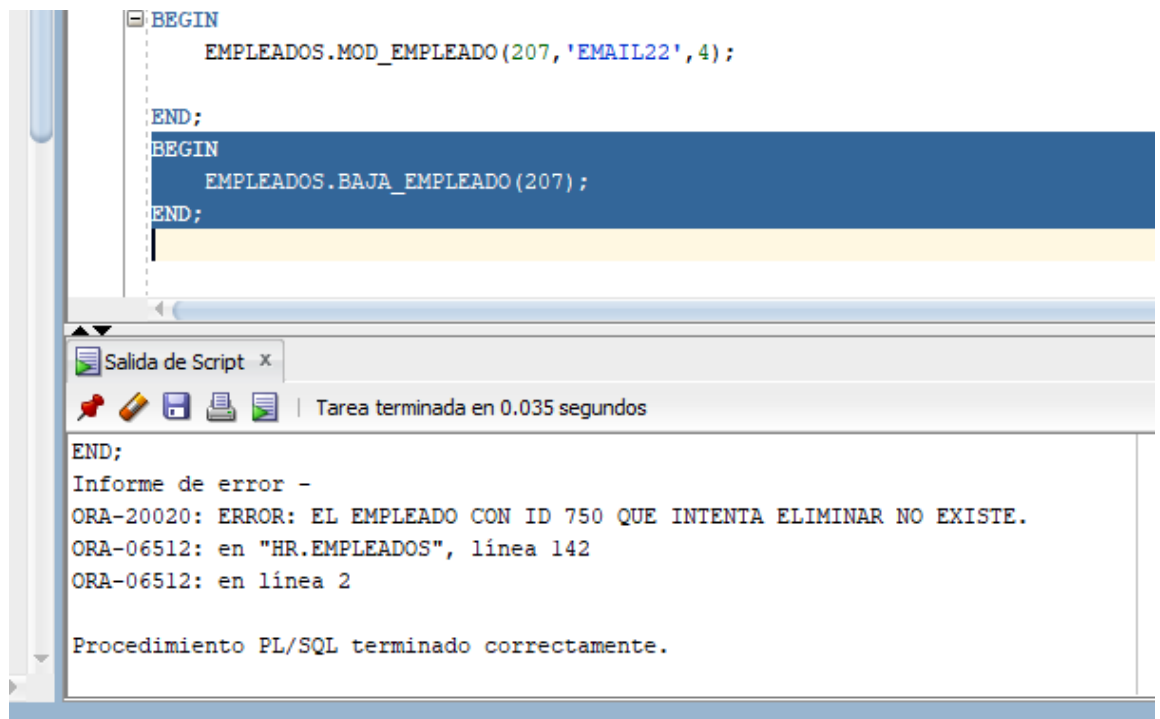 BEGIN
EMPLEADOS.MOD_EMPLEADO(207,'EMAIL22',4);
END;
BEGIN
EMPLEADOS.BAJA_EMPLEADO(207);
END;
Salida de Script x
Tarea terminada en 0.035 segundos
END;
Informe de error -
ORA-20020: ERROR: EL EMPLEADO CON ID 750 QUE INTENTA ELIMINAR NO EXISTE.
ORA-06512: en "HR.EMPLEADOS", línea 142
ORA-06512: en línea 2
Procedimiento PL/SQL terminado correctamente.